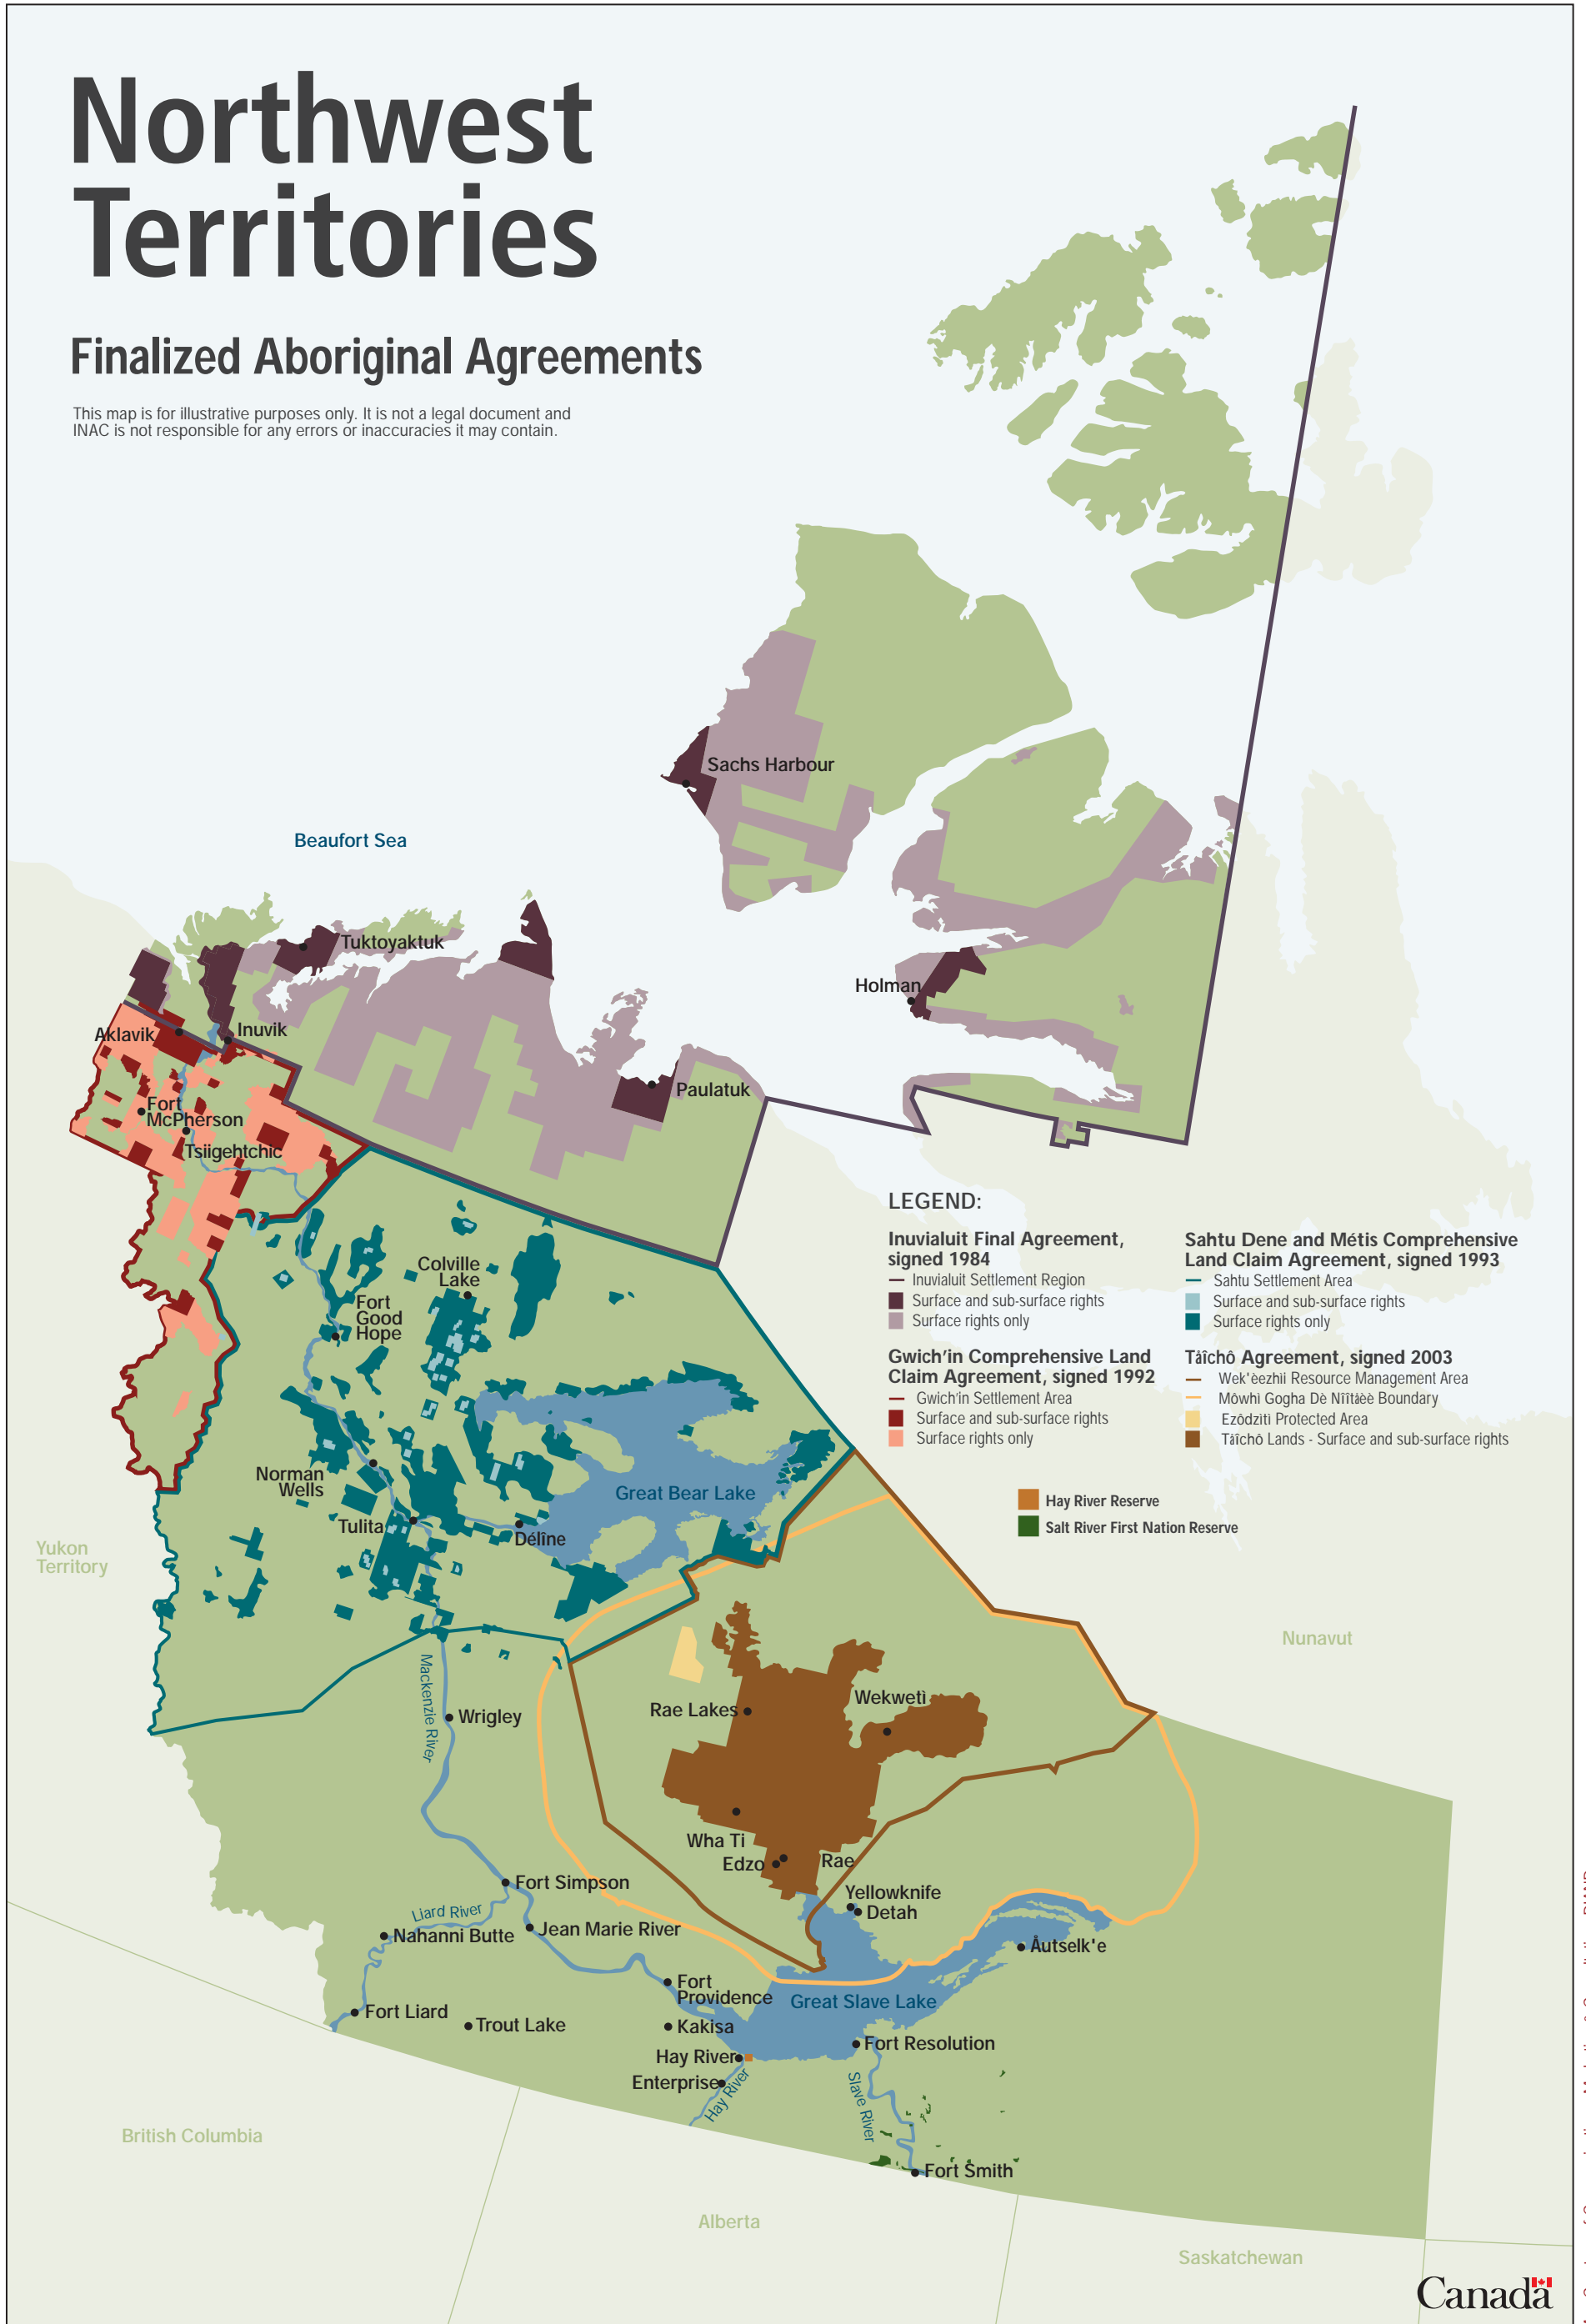 Northwest
Territories
Finalized Aboriginal Agreements
This map is for illustrative purposes only. It is not a legal document and
INAC is not responsible for any errors or inaccuracies it may contain.
Sachs Harbour
Beaufort Sea
Tuktoyaktuk
Holman
Aklavik
Inuvik
Paulatuk
Fort
McPherson
Tsiigehtchic
LEGEND:
Inuvialuit Final Agreement,
signed 1984
Inuvialuit Settlement Region
Surface and sub-surface rights
Surface rights only
Gwich'in Comprehensive Land
Claim Agreement, signed 1992
Gwich'in Settlement Area
Surface and sub-surface rights
Surface rights only
Sahtu Dene and Métis Comprehensive
Land Claim Agreement, signed 1993
Sahtu Settlement Area
Surface and sub-surface rights
Surface rights only
Tåîchô Agreement, signed 2003
Wek'èezhii Resource Management Area
Môwhì Gogha Dè Nîîtåèè Boundary
Ezôdzìtì Protected Area
Tåîchô Lands - Surface and sub-surface rights
Hay River Reserve
Salt River First Nation Reserve
Colville
Lake
Fort
Good
Hope
Norman
Wells
Great Bear Lake
Tulita
Délîne
Yukon
Territory
Nunavut
Mackenzie River
Wrigley
Rae Lakes
Wekwetì
Wha Ti
Edzo
Rae
Fort Simpson
Yellowknife
Detah
Liard River
Nahanni Butte
Jean Marie River
Åutselk'e
Fort
Providence
Great Slave Lake
Fort Liard
Trout Lake
Kakisa
Fort Resolution
Hay River
Enterprise
Hay River
Slave River
Fort Smith
British Columbia
Alberta
Saskatchewan
Canada